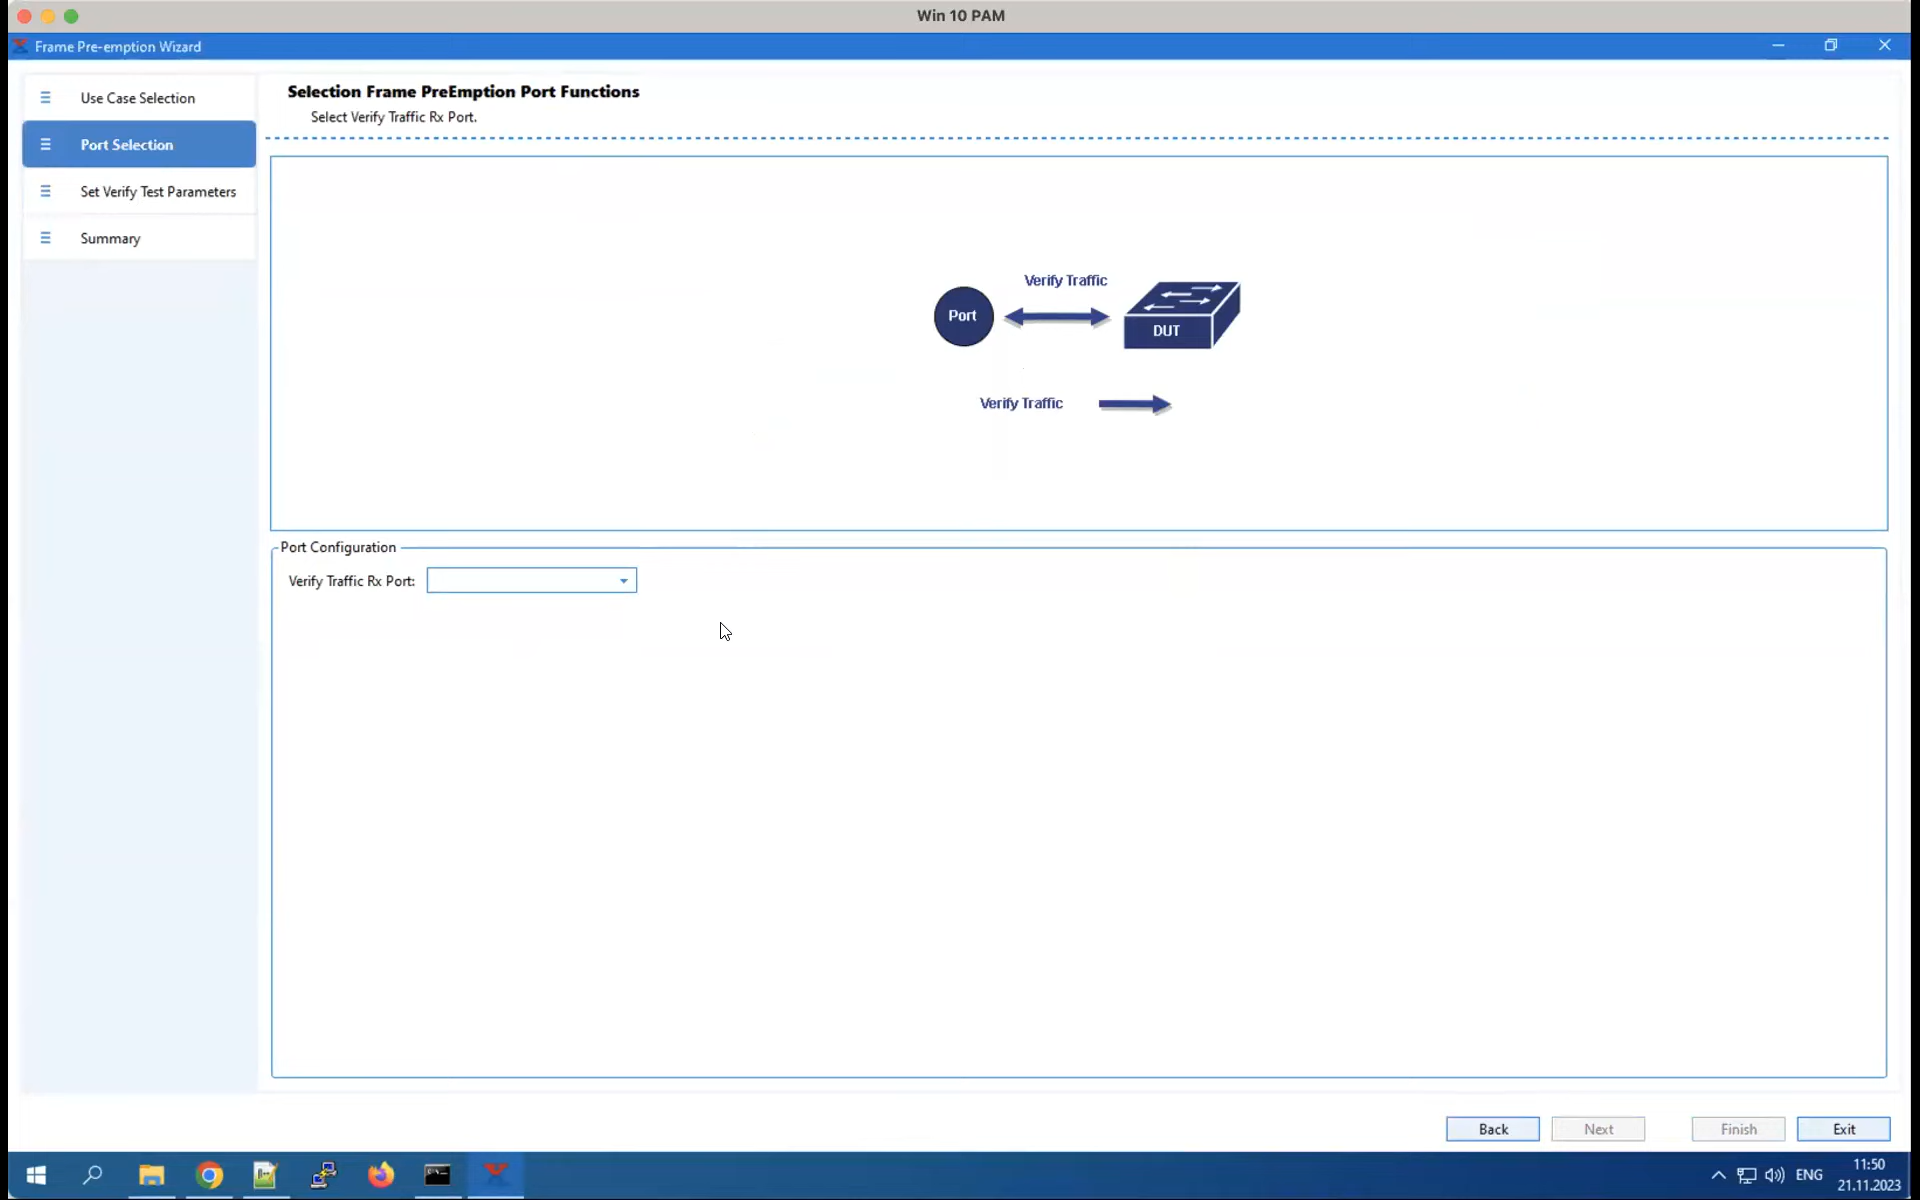 Win 10 PAM
Frame Pre-emption Wizard
Use Case Selection
Port Selection
Set Verify Test Parameters
Summary
Selection Frame PreEmption Port Functions
Select Verify Traffic Rx Port.
Verify Traffic
Port
DUT
Verify Traffic
Port Configuration
Verify Traffic Rx Port:
Back
Next
Finish
Exit
ENG
11:50
21.11.2023